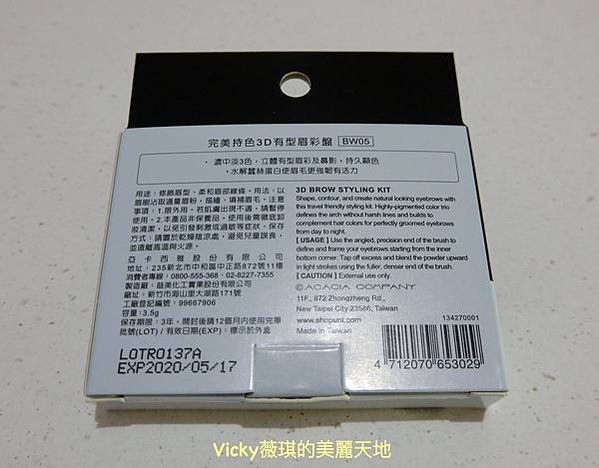 完美持色3D有型眉彩盤 BW05
・濃中淡3色，立體有型眉彩及鼻影，持久顯色
・水解蠶絲蛋白使眉毛更強韌有活力
用途：修飾眉型、柔和眉部線條。用法：以
眉刷沾取適量眉粉，描繪、填補眉毛。注意
事項：1.限外用。若肌膚出現不適，請暫停
使用。2.本產品非保養品，使用後需徹底卸
妝清潔，以免引發刺激或過敏等症狀。保存
方式：請置於乾燥陰涼處，避免兒童誤食，
並遠離高溫與火源。
亞卡西雅股份有限公司
地址：235新北市中和區中正路872號11樓
消費者專線：0800-555-368・02-8227-7355
製造廠：益美化工實業股份有限公司
廠址：新竹市海山里大湖路171號
工廠登記編號：99667906
容量：3.5g
保存期限：3年，開封後請12個月內使用完畢
批號(LOT) / 有效日期(EXP)：標示於外盒
LOTR0137A
EXP2020/05/17
3D BROW STYLING KIT
Shape, contour, and create natural looking eyebrows with
this travel friendly styling kit. Highly-pigmented color trio
defines the arch without harsh lines and builds to
complement hair colors for perfectly groomed eyebrows
from day to night.
[ USAGE ] Use the angled, precision end of the brush to
define and frame your eyebrows starting from the inner
bottom corner. Tap off excess and blend the powder upward
in light strokes using the fuller, denser end of the brush.
[ CAUTION ] External use only.
© ACACIA COMPANY
11F., 872 Zhongzheng Rd.,
New Taipei City 23586, Taiwan
www.shopunt.com
Made in Taiwan
134270001
4 712070 653029
Vicky薇琪的美麗天地